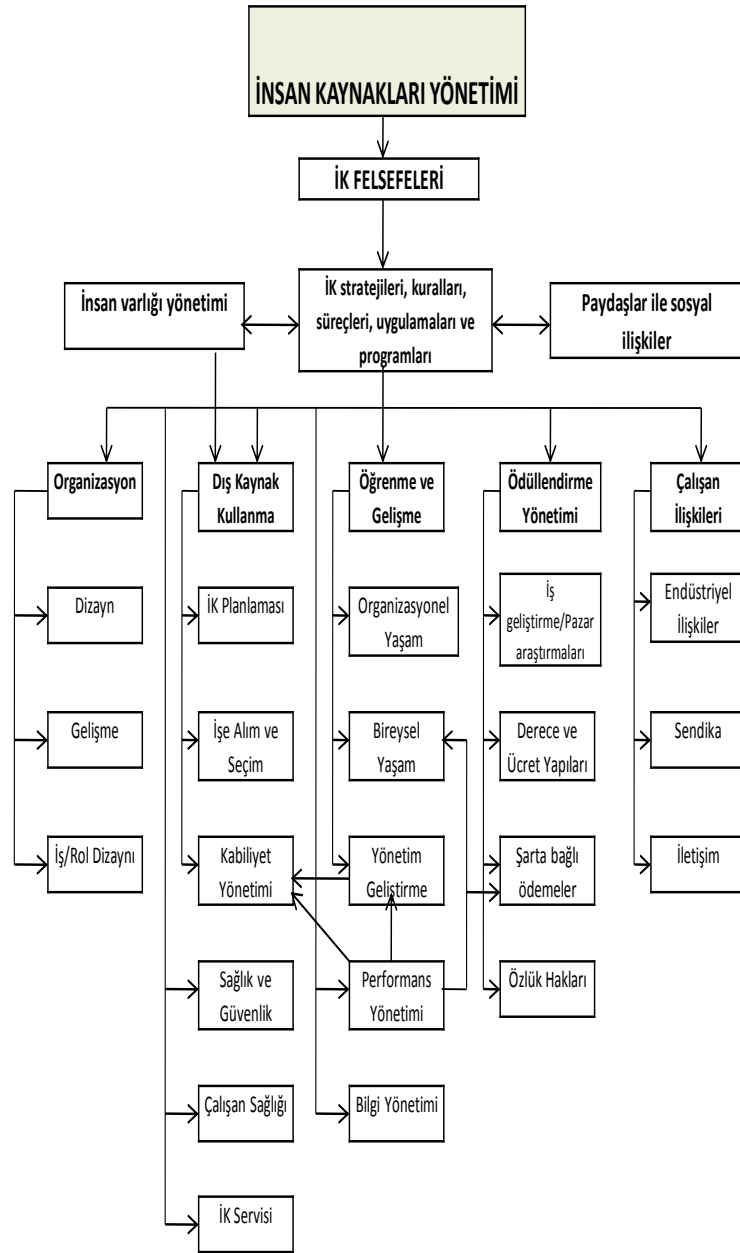 İNSAN KAYNAKLARI YÖNETİMİ
İK FELSEFELERİ
İnsan varlığı yönetimi
İK stratejileri, kuralları,
süreçleri, uygulamaları ve
programları
Paydaşlar ile sosyal
ilişkiler
Organizasyon
Dış Kaynak
Kullanma
Öğrenme ve
Gelişme
Ödüllendirme
Yönetimi
Çalışan
İlişkileri
Dizayn
İK Planlaması
Organizasyonel
Yaşam
İş
geliştirme/Pazar
araştırmaları
Endüstriyel
İlişkiler
Gelişme
İşe Alım ve
Seçim
Bireysel
Yaşam
Derece ve
Ücret Yapıları
Sendika
İş/Rol Dizaynı
Kabiliyet
Yönetimi
Yönetim
Geliştirme
Şarta bağlı
ödemeler
İletişim
Sağlık ve
Güvenlik
Performans
Yönetimi
Özlük Hakları
Çalışan Sağlığı
Bilgi Yönetimi
İK Servisi